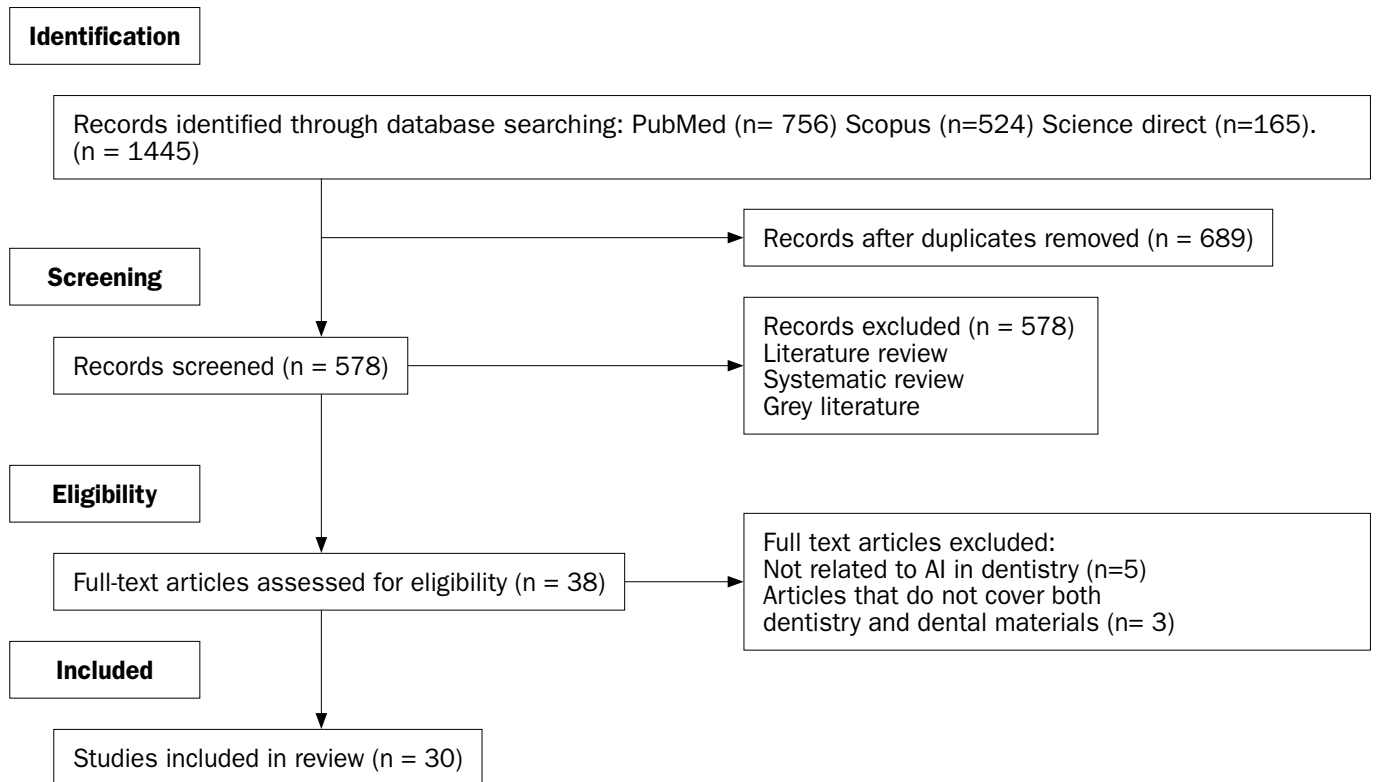 Identification
Records identified through database searching: PubMed (n= 756) Scopus (n=524) Science direct (n=165).
(n = 1445)
Records after duplicates removed (n = 689)
Screening
Records screened (n = 578)
Records excluded (n = 578)
Literature review
Systematic review
Grey literature
Eligibility
Full-text articles assessed for eligibility (n = 38)
Full text articles excluded:
Not related to AI in dentistry (n=5)
Articles that do not cover both
dentistry and dental materials (n= 3)
Included
Studies included in review (n = 30)